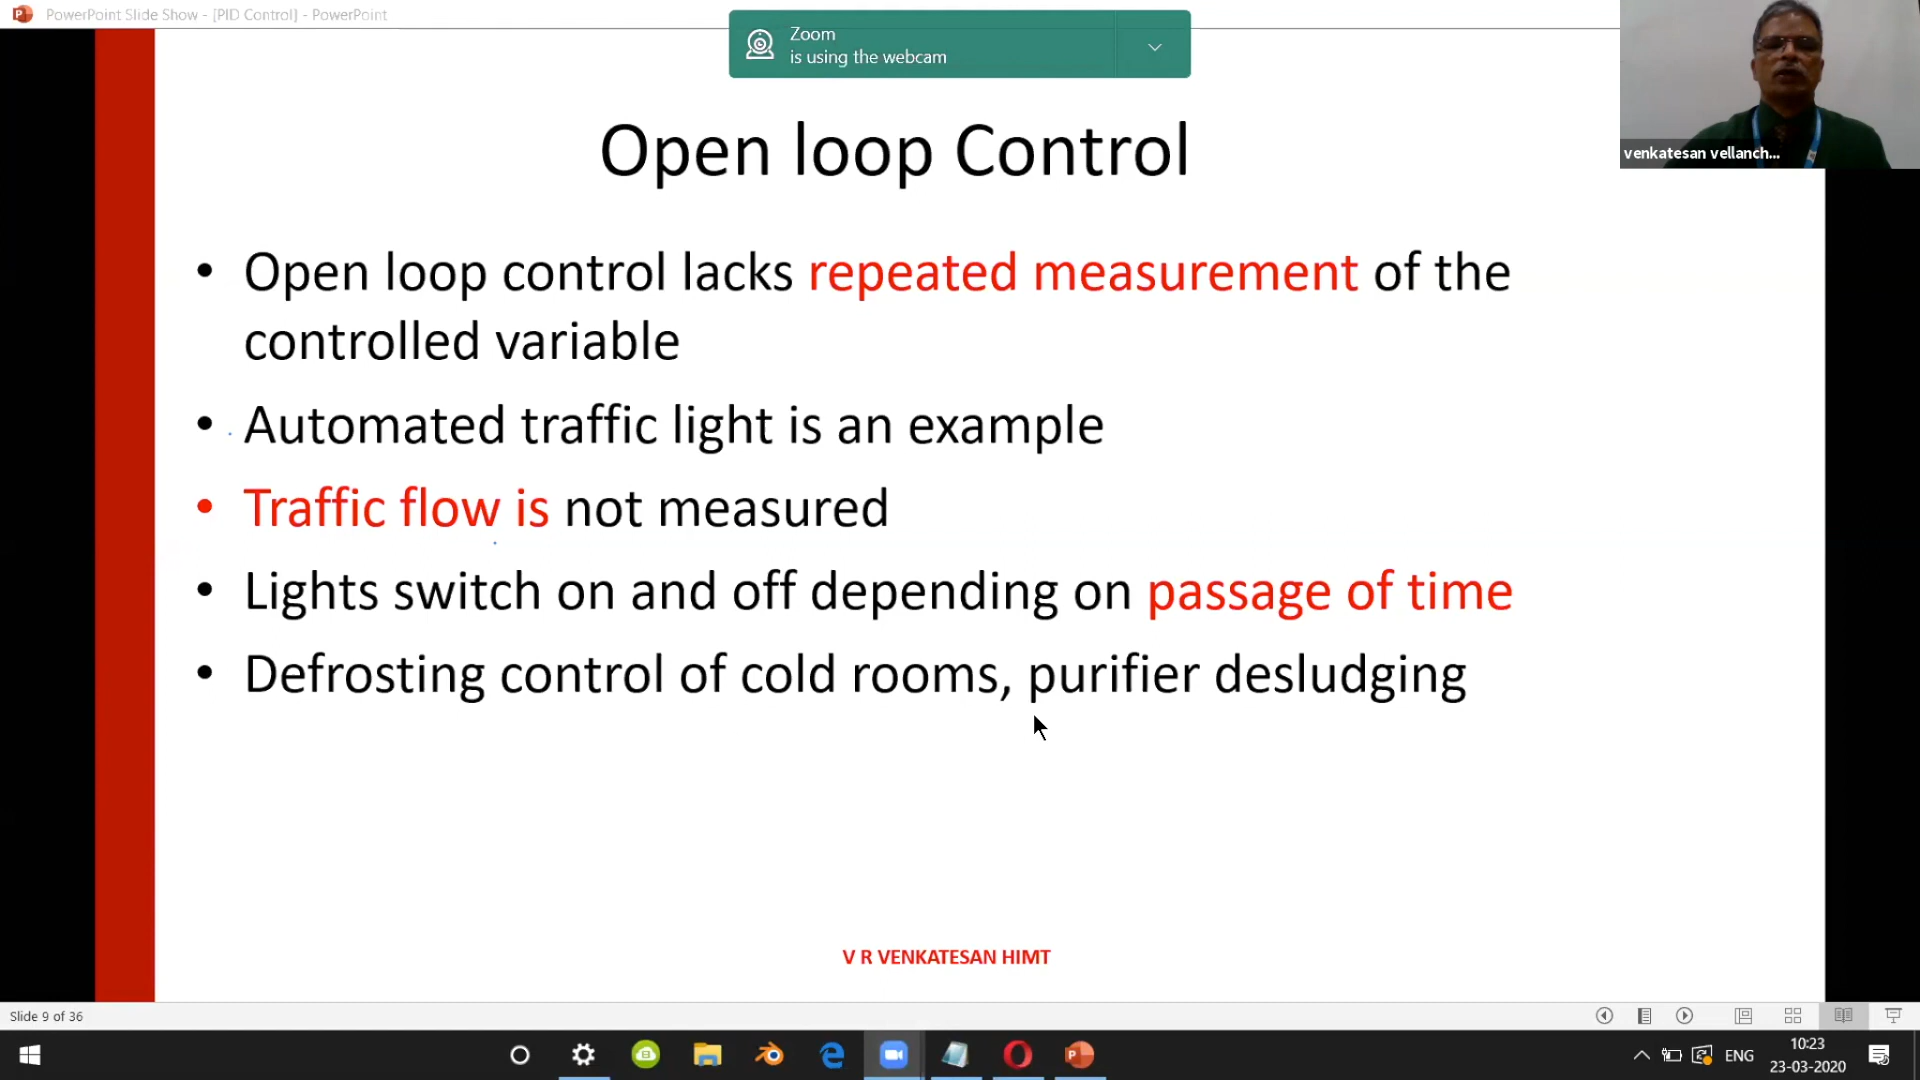 PowerPoint Slide Show - [PID Control] - PowerPoint
Zoom
is using the webcam
venkatesan vellanch...
Open loop Control
• Open loop control lacks repeated measurement of the
controlled variable
• Automated traffic light is an example
• Traffic flow is not measured
• Lights switch on and off depending on passage of time
• Defrosting control of cold rooms, purifier desludging
V R VENKATESAN HIMT
Slide 9 of 36
ENG
10:23
23-03-2020